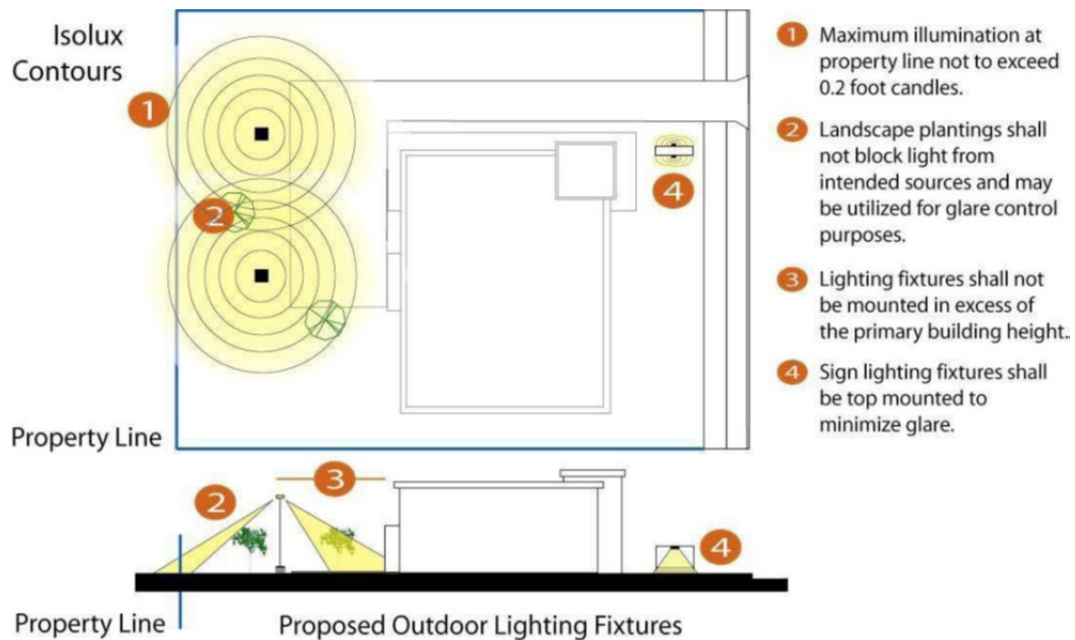 Isolux
Contours
1
2
4
Property Line
1 Maximum illumination at
property line not to exceed
0.2 foot candles.
2 Landscape plantings shall
not block light from
intended sources and may
be utilized for glare control
purposes.
3 Lighting fixtures shall not
be mounted in excess of
the primary building height..
4 Sign lighting fixtures shall
be top mounted to
minimize glare.
2
3
4
Property Line
Proposed Outdoor Lighting Fixtures